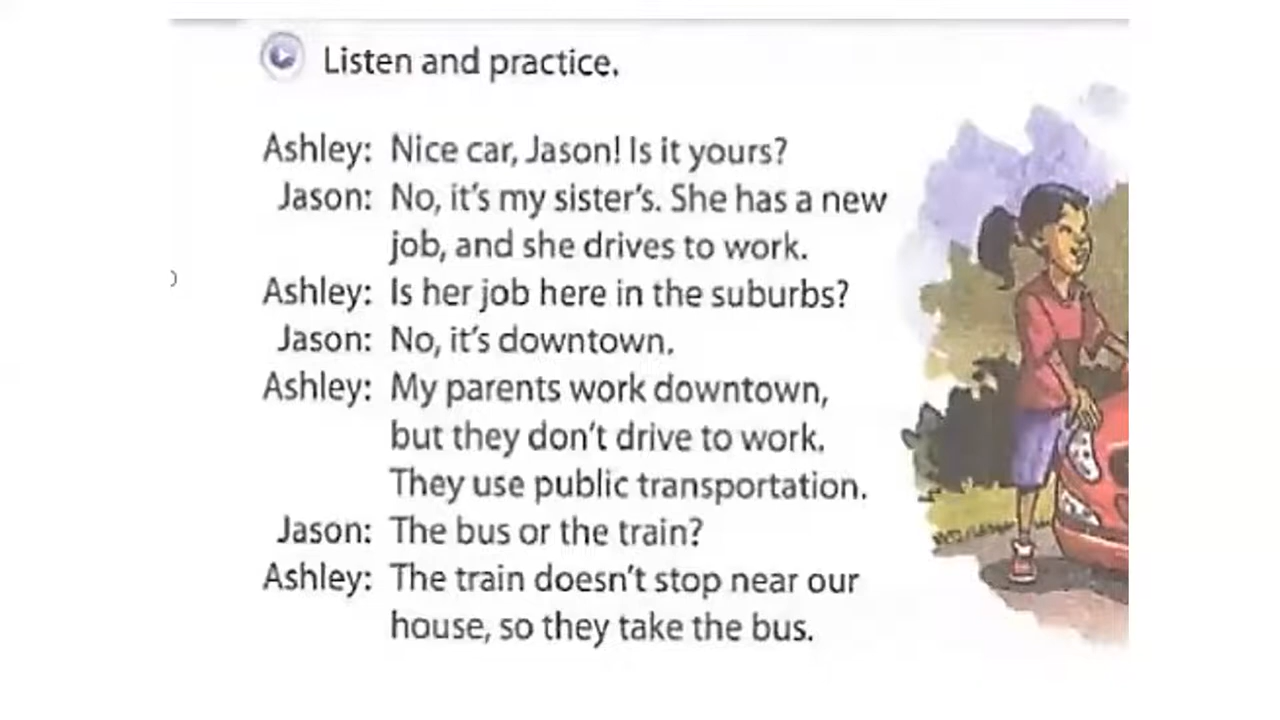 Listen and practice.
Ashley: Nice car, Jason! Is it yours?
Jason: No, it's my sister's. She has a new
job, and she drives to work.
Ashley: Is her job here in the suburbs?
Jason: No, it's downtown.
Ashley: My parents work downtown,
but they don't drive to work.
They use public transportation.
Jason: The bus or the train?
Ashley: The train doesn't stop near our
house, so they take the bus.